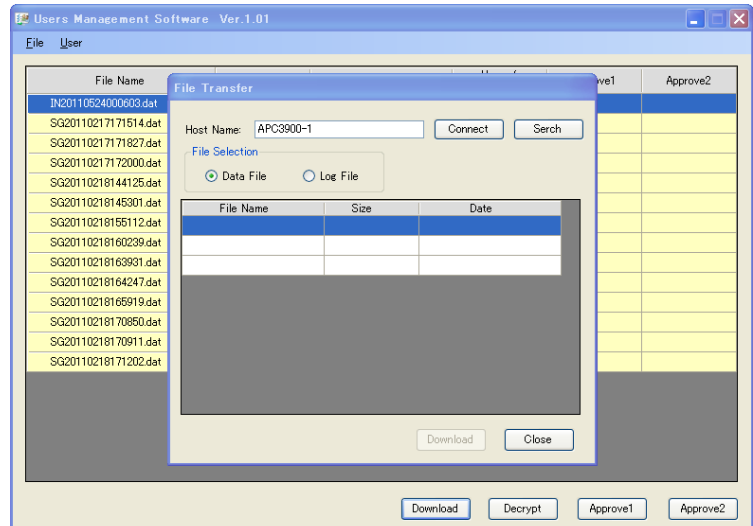 Users Management Software Ver.1.01
File User
File Name
Approve2
IN20110524000603.dat
SG20110217171514.dat
SG20110217171827.dat
SG20110217172000.dat
SG20110218144125.dat
SG20110218145301.dat
SG20110218155112.dat
SG20110218160239.dat
SG20110218163931.dat
SG20110218164247.dat
SG20110218165919.dat
SG20110218170850.dat
SG20110218170911.dat
SG20110218171202.dat
File Transfer
Host Name: APC3900-1 Connect Serch
File Selection
Data File Log File
File Name Size Date
Download Close
Download Decrypt Approve1 Approve2